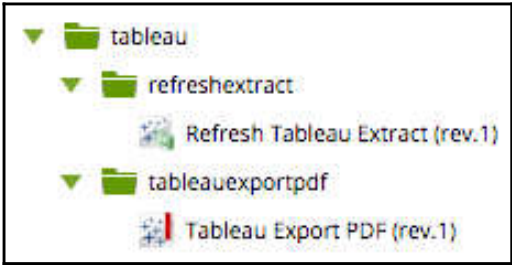 tableau
refreshextract
Refresh Tableau Extract (rev.1)
tableauexportpdf
Tableau Export PDF (rev.1)